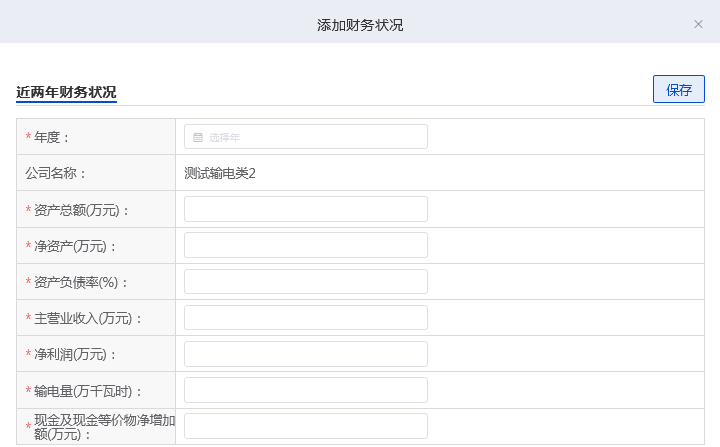 添加财务状况
近两年财务状况
保存
* 年度：
选择年
公司名称：
测试输电类2
* 资产总额(万元)：
* 净资产(万元)：
* 资产负债率(%)：
* 主营业收入(万元)：
* 净利润(万元)：
* 输电量(万千瓦时)：
* 现金及现金等价物净增加
额(万元)：